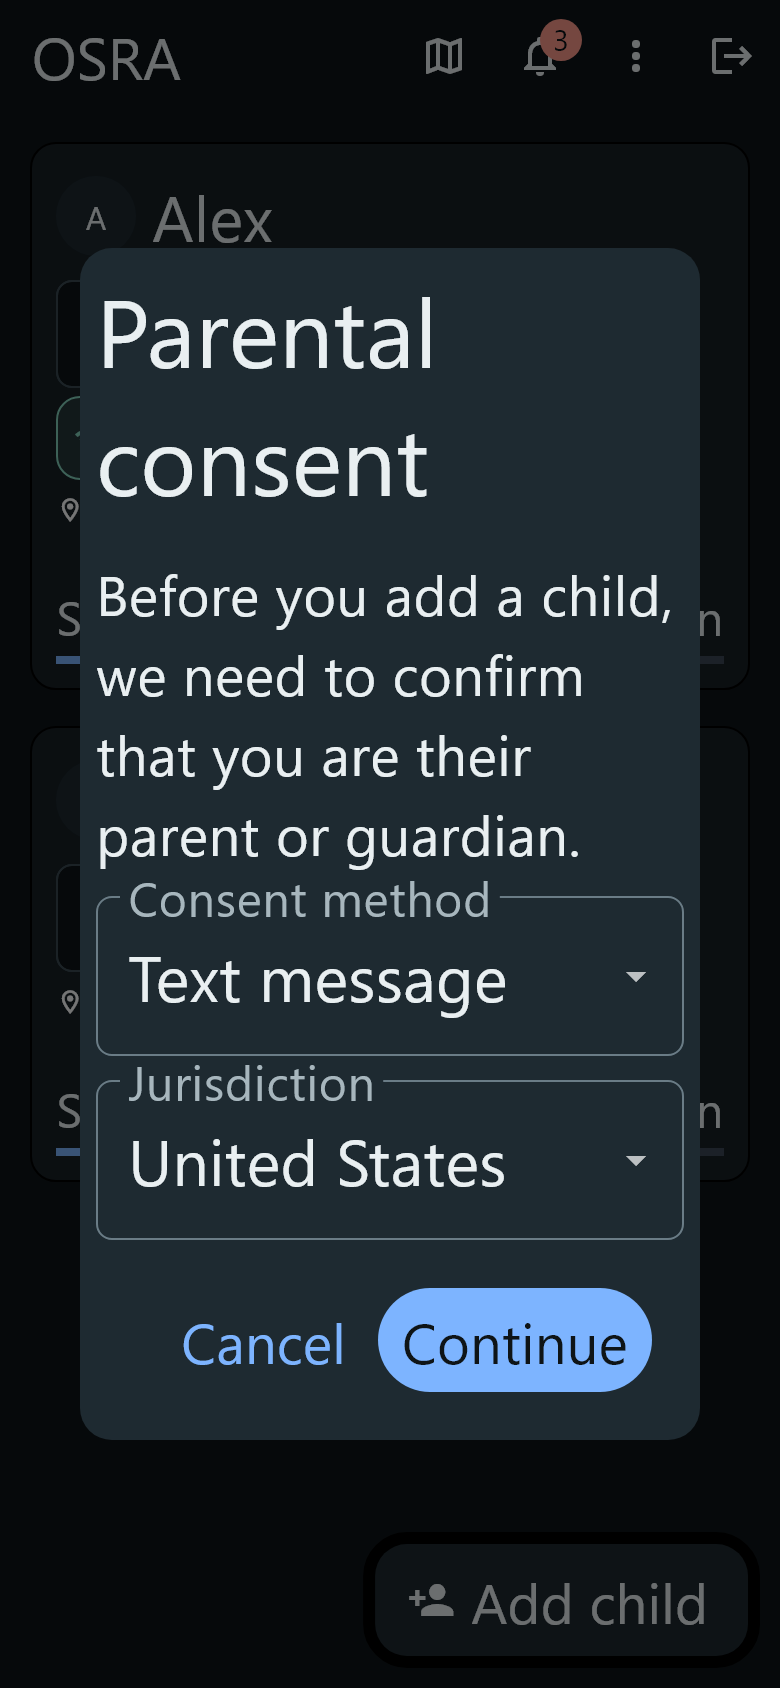 OSRA
3
A
Alex
Parental
consent
Before you add a child,
we need to confirm
that you are their
parent or guardian.
Consent method
Text message
Jurisdiction
United States
Cancel
Continue
Add child